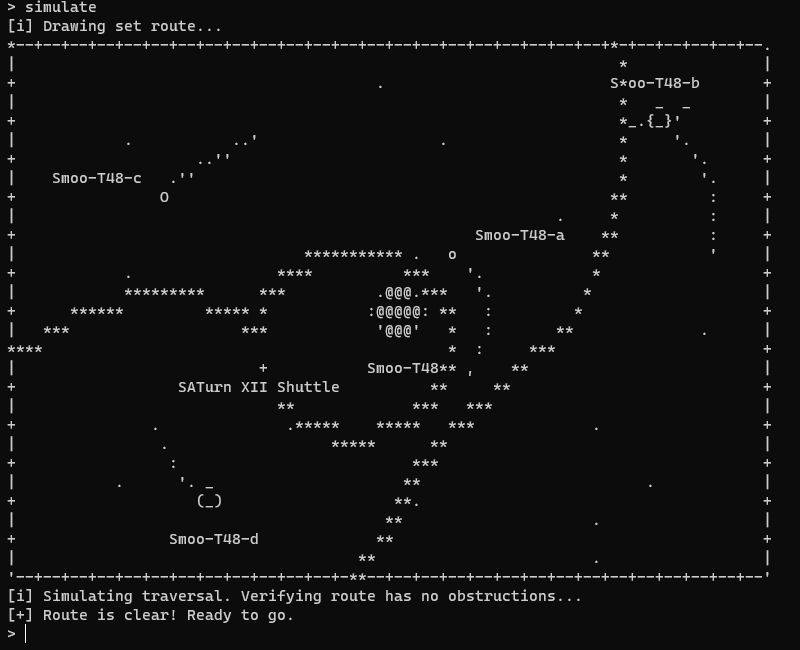 > simulate
[i] Drawing set route...
S*oo-T48-b
Smoo-T48-c
Smoo-T48-a
Smoo-T48**
SATurn XII Shuttle
Smoo-T48-d
[i] Simulating traversal. Verifying route has no obstructions...
[+] Route is clear! Ready to go.
>